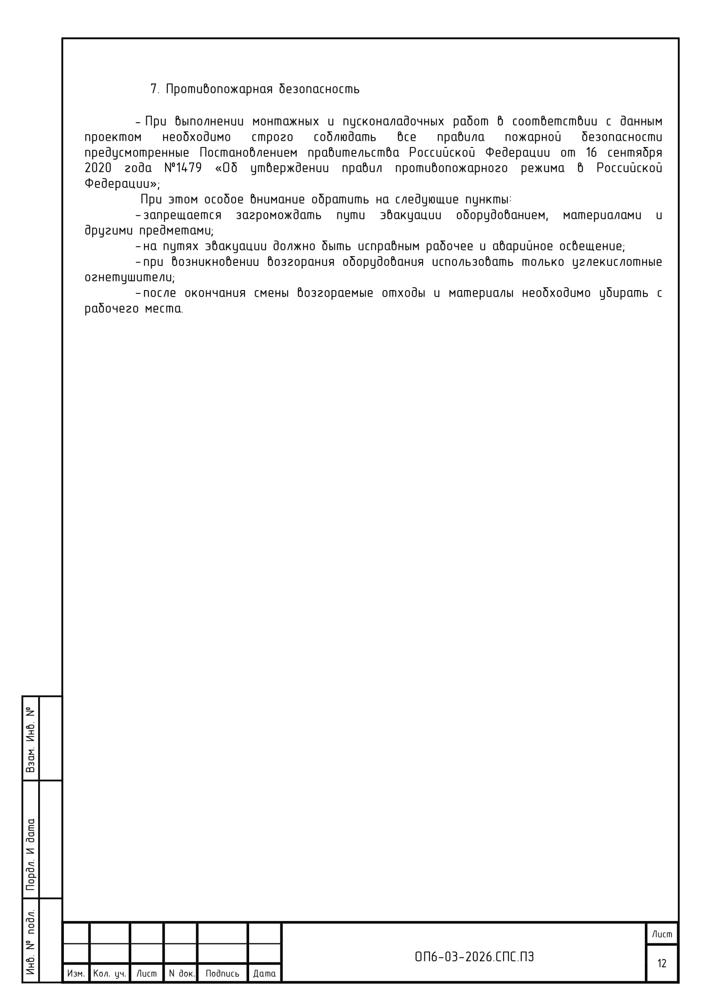 7. Противопожарная безопасность
- При выполнении монтажных и пусконаладочных работ в соответствии с данным
проектом необходимо строго соблюдать все правила пожарной безопасности
предусмотренные Постановлением правительства Российской Федерации от 16 сентября
2020 года №1479 «Об утверждении правил противопожарного режима в Российской
Федерации»;
При этом особое внимание обратить на следующие пункты:
-запрещается загромождать пути эвакуации оборудованием, материалами и
другими предметами;
-на путях эвакуации должно быть исправным рабочее и аварийное освещение;
-при возникновении возгорания оборудования использовать только углекислотные
огнетушители;
-после окончания смены возгораемые отходы и материалы необходимо убирать с
рабочего места.
Взам. Инв. №
Пордл. И дата
Инв. № подл.
Изм. Кол. уч. Лист N док. Подпись Дата
ОП6-03-2026.СПС.ПЗ
Лист
12